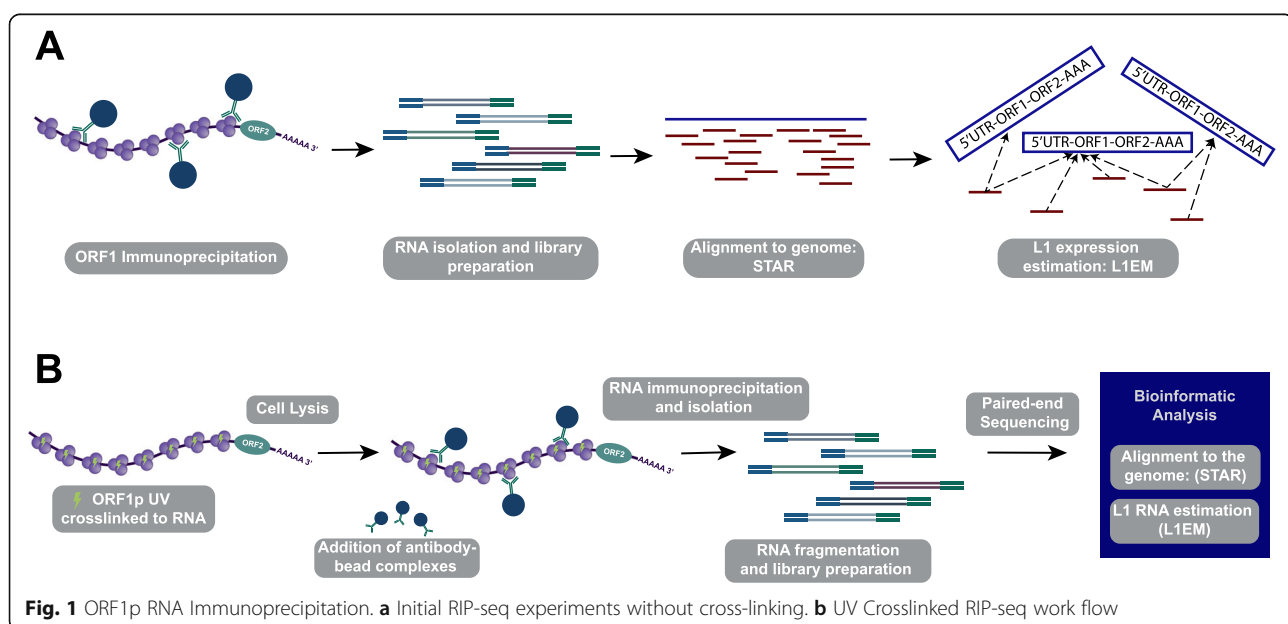 A
ORF2
AAAAA 3'
5'UTR-ORF1-ORF2-AAA
5'UTR-ORF1-ORF2-AAA
5'UTR-ORF1-ORF2-AAA
ORF1 Immunoprecipitation
RNA isolation and library
preparation
Alignment to genome:
STAR
L1 expression
estimation: L1EM
B
Cell Lysis
ORF2
AAAAA 3'
ORF1p UV
crosslinked to RNA
ORF2
AAAAA 3'
Addition of antibody-
bead complexes
RNA immunoprecipitation
and isolation
RNA fragmentation
and library preparation
Paired-end
Sequencing
Bioinformatic
Analysis
Alignment to the
genome: (STAR)
L1 RNA estimation
(L1EM)
Fig. 1 ORF1p RNA Immunoprecipitation. a Initial RIP-seq experiments without cross-linking. b UV Crosslinked RIP-seq work flow